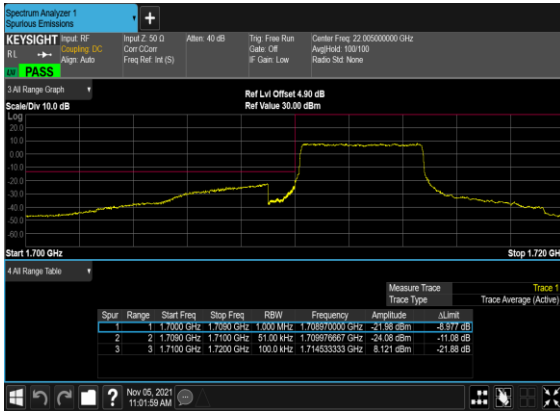 Spectrum Analyzer 1
Spurious Emissions
+
KEYSIGHT Input: RF Input Z: 50 Ω Atten: 40 dB Trig: Free Run Center Freq: 22.005000000 GHz
RL Coupling: DC Corr CCorr Gate: Off Avg|Hold: 100/100
Align: Auto Freq Ref: Int (S) IF Gain: Low Radio Std: None
PASS
3 All Range Graph Ref Lvl Offset 4.90 dB
Scale/Div 10.0 dB Ref Value 30.00 dBm
Log
20.0
10.0
0.00
-10.0
-20.0
-30.0
-40.0
-50.0
-60.0
Start 1.700 GHz Stop 1.720 GH
4 All Range Table
Measure Trace Trace 1
Trace Type Trace Average (Active)
Spur Range Start Freq Stop Freq RBW Frequency Amplitude ΔLimit
1 1 1.7000 GHz 1.7090 GHz 1.000 MHz 1.708970000 GHz -21.98 dBm -8.977 dB
2 2 1.7090 GHz 1.7100 GHz 51.00 kHz 1.709976667 GHz -24.08 dBm -11.08 dB
3 3 1.7100 GHz 1.7200 GHz 100.0 kHz 1.714533333 GHz 8.121 dBm -21.88 dB
? Nov 05, 2021
11:01:59 AM